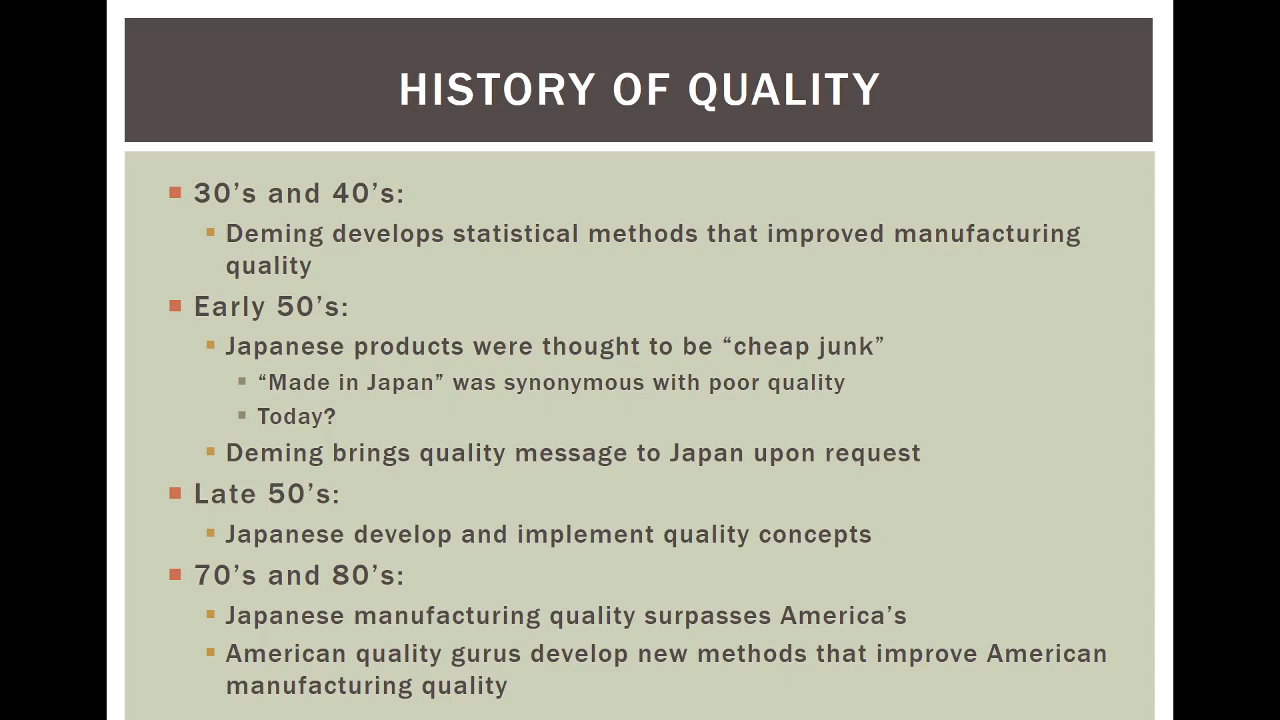 HISTORY OF QUALITY
30’s and 40’s:
Deming develops statistical methods that improved manufacturing
quality
Early 50’s:
Japanese products were thought to be “cheap junk”
“Made in Japan” was synonymous with poor quality
Today?
Deming brings quality message to Japan upon request
Late 50’s:
Japanese develop and implement quality concepts
70’s and 80’s:
Japanese manufacturing quality surpasses America’s
American quality gurus develop new methods that improve American
manufacturing quality